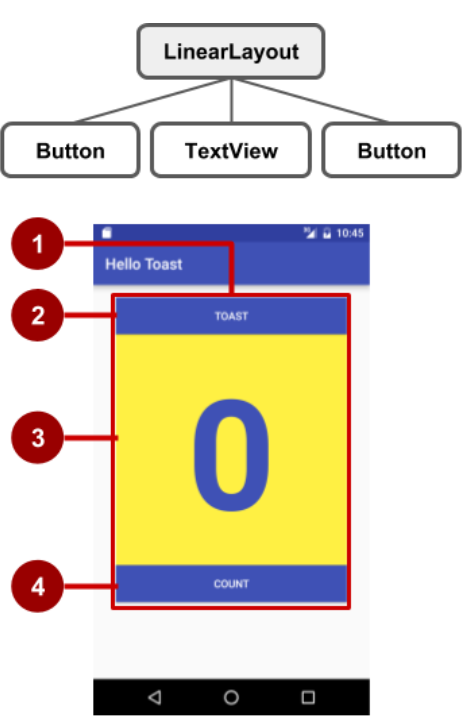 LinearLayout
Button TextView Button
1
10:45
Hello Toast
2
TOAST
3
0
4
COUNT